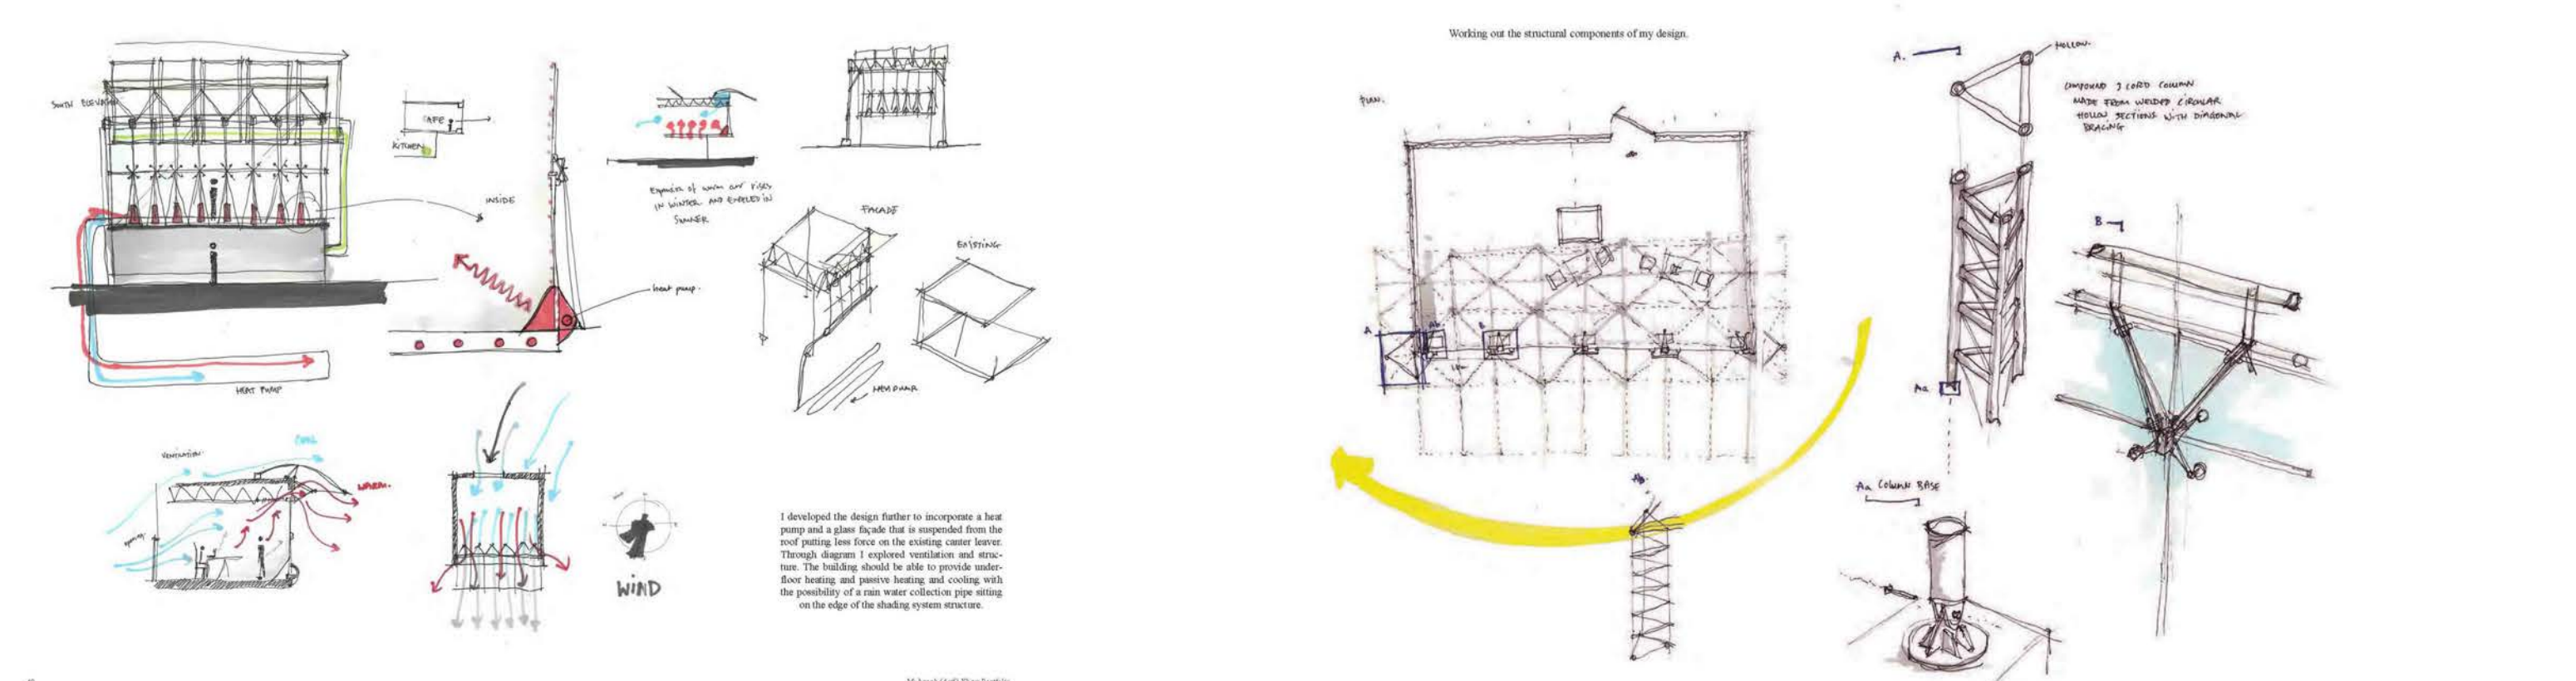 SOUTH ELEVATION
CAFE
KITCHEN
INSIDE
HEAT PUMP
heat pump.
Expansion of warm air rises
IN WINTER AND EXPELED IN
SUMMER
FACADE
EXISTING
VENTILATION
COOL
WARM.
opening
WIND
I developed the design further to incorporate a heat
pump and a glass façade that is suspended from the
roof putting less force on the existing canter leaver.
Through diagram I explored ventilation and struc-
ture. The building should be able to provide under-
floor heating and passive heating and cooling with
the possibility of a rain water collection pipe sitting
on the edge of the shading system structure.
Working out the structural components of my design.
PLAN.
A
Ab
B
Ab.
A.
HOLLOW.
COMPOUND 3 CORD COLUMN
MADE FROM WELDED CIRCULAR
HOLLOW SECTIONS WITH DIAGONAL
BRACING
Aa
Aa COLUMN BASE
B